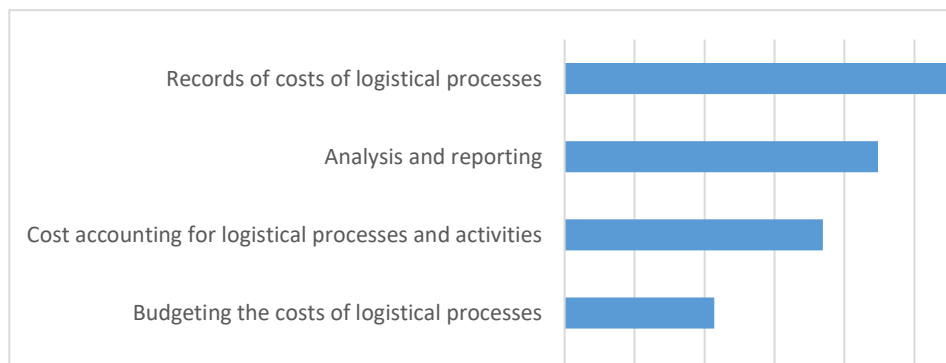 Records of costs of logistical processes
Analysis and reporting
Cost accounting for logistical processes and activities
Budgeting the costs of logistical processes